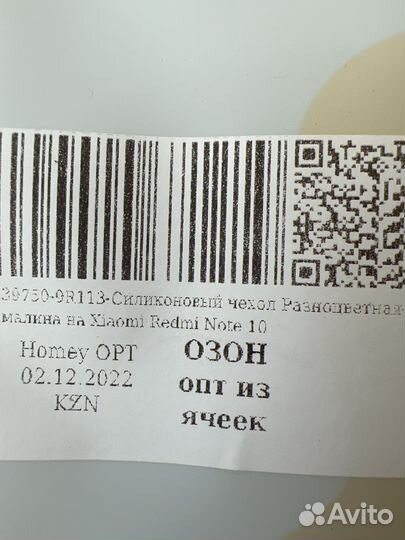 39750-9R113-Силиконовый чехол Разноцветная-
малина на Xiaomi Redmi Note 10
Homey ОРТ
02.12.2022
KZN
ОЗОН
опт из
ячеек
Avito